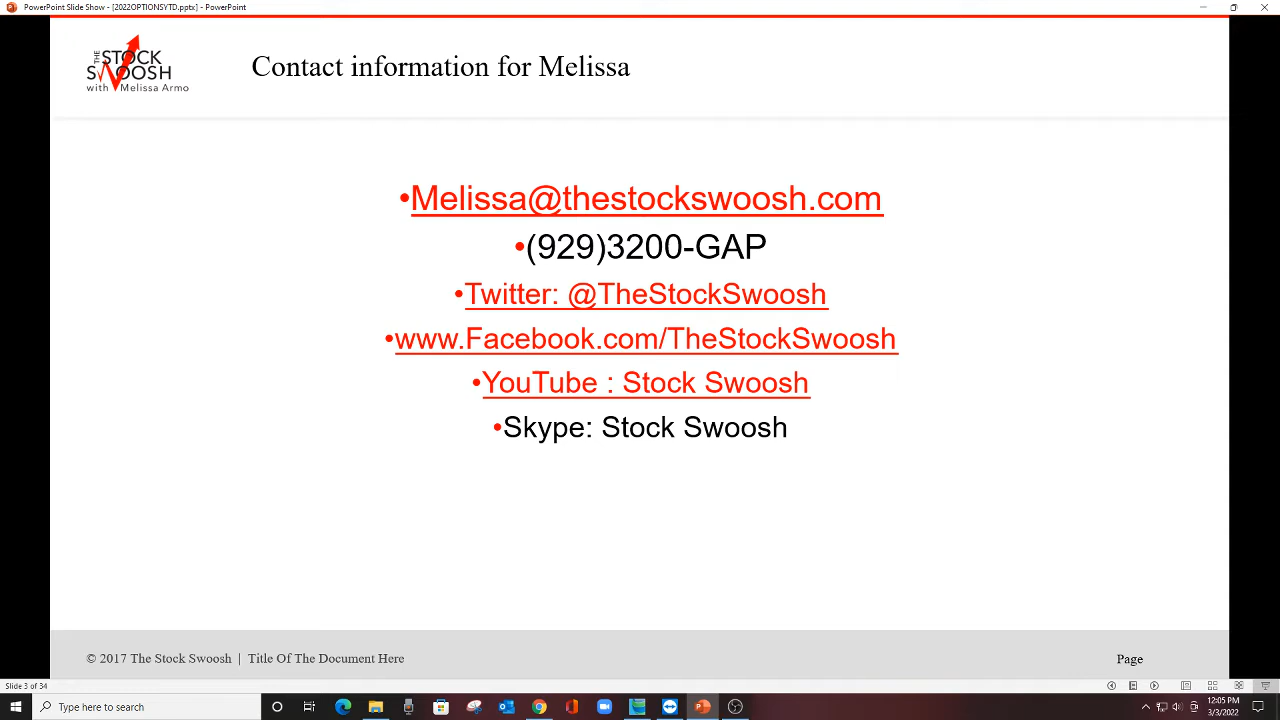 PowerPoint Slide Show - [2022OPTIONSYTD.pptx] - PowerPoint
THE
STOCK
SWOOSH
with Melissa Armo
Contact information for Melissa
•Melissa@thestockswoosh.com
•(929)3200-GAP
•Twitter: @TheStockSwoosh
•www.Facebook.com/TheStockSwoosh
•YouTube : Stock Swoosh
•Skype: Stock Swoosh
© 2017 The Stock Swoosh | Title Of The Document Here
Page
Slide 3 of 34
Type here to search
12:05 PM
3/3/2022